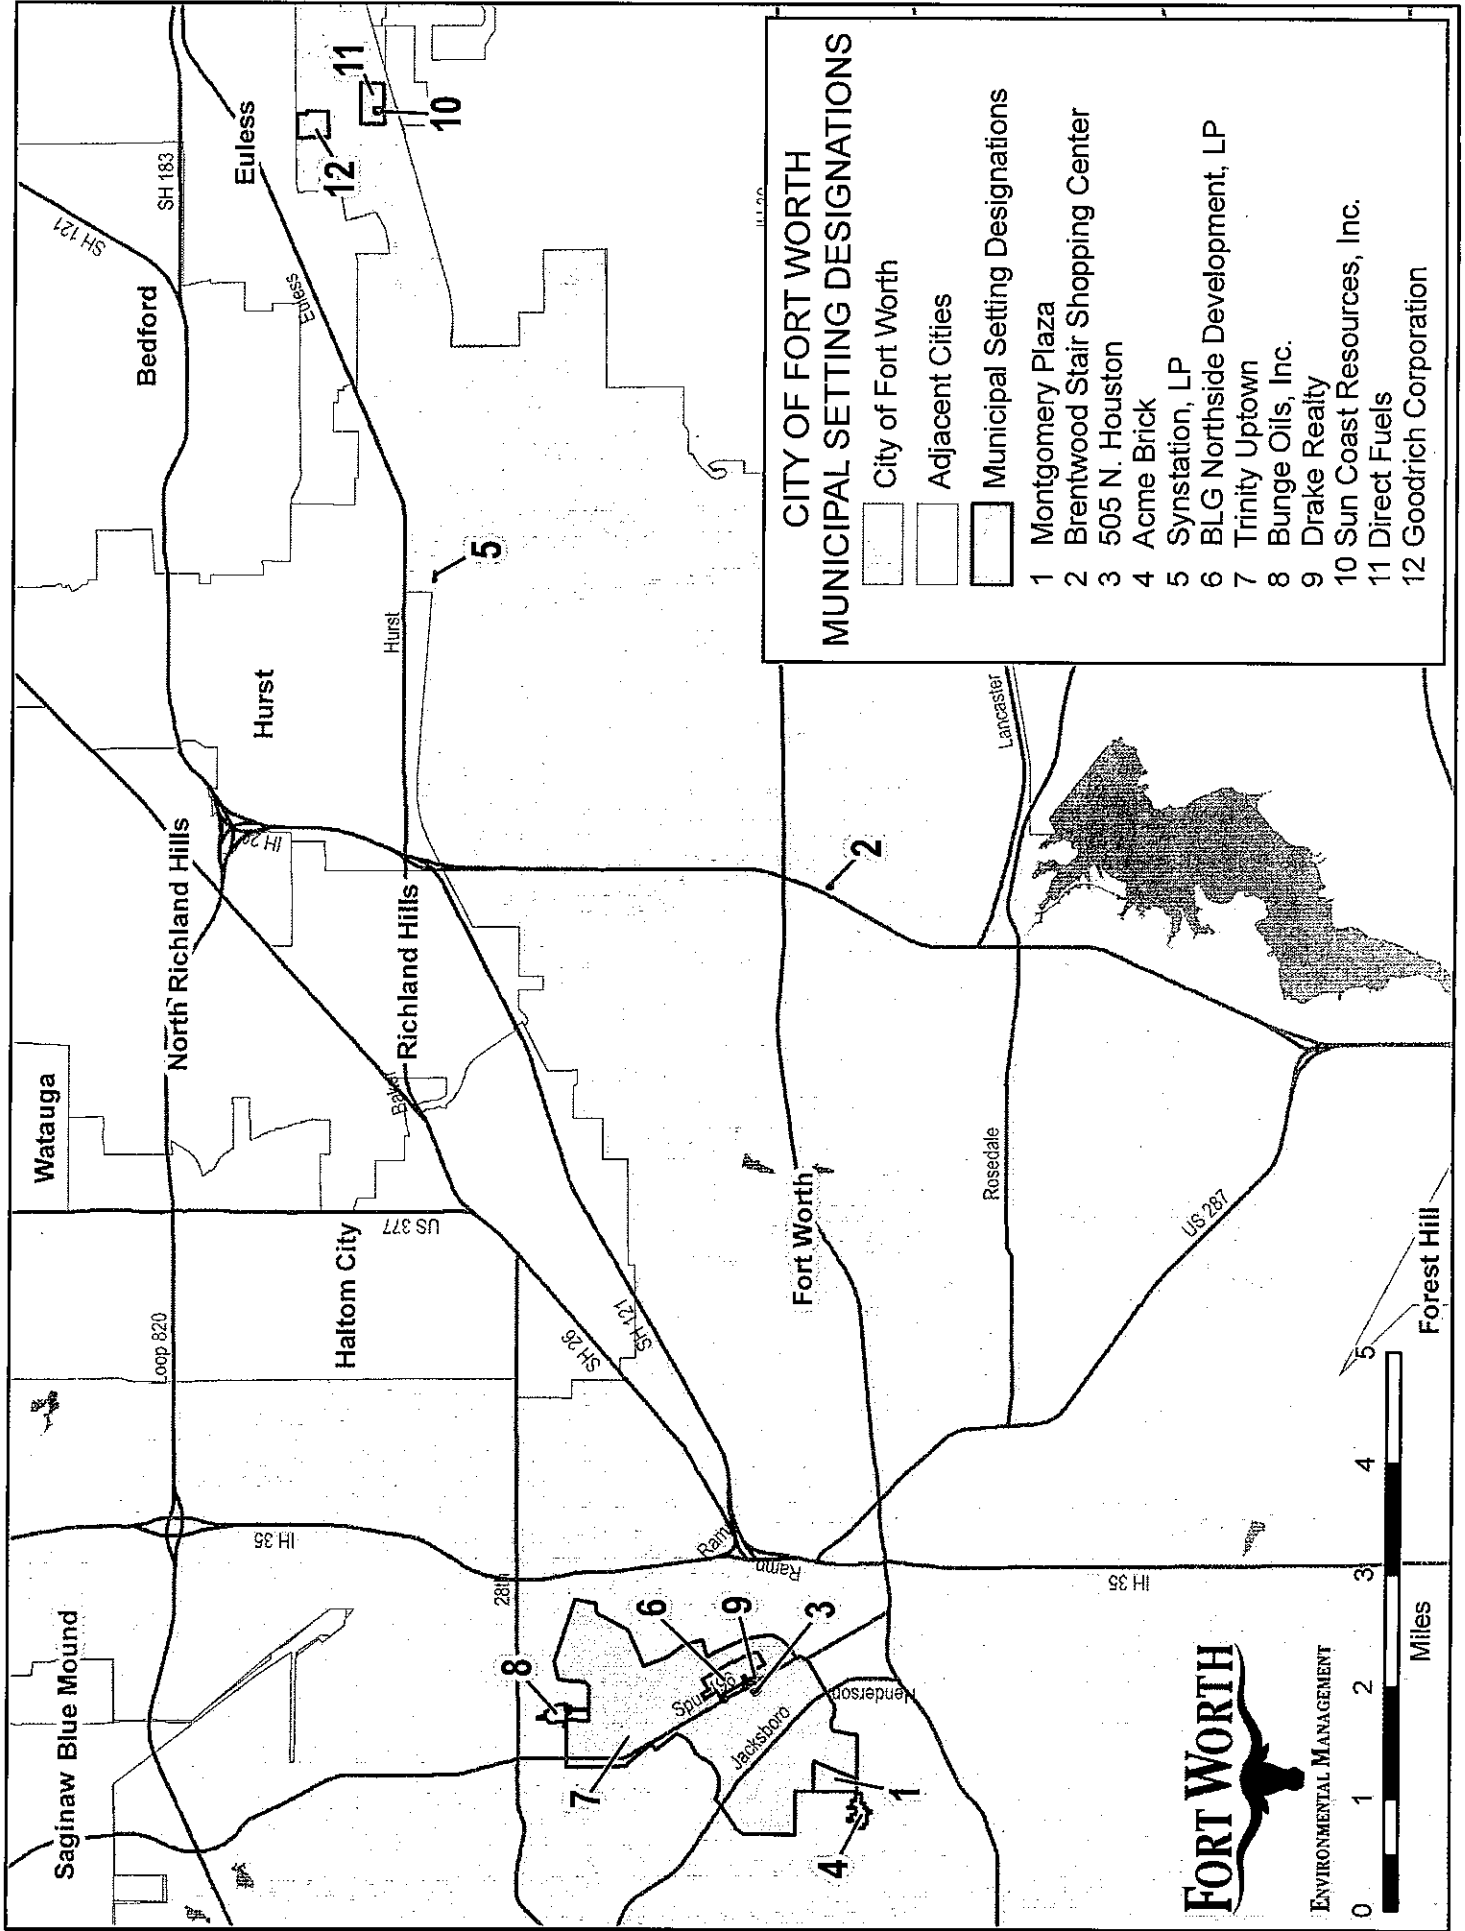 CITY OF FORT WORTH
MUNICIPAL SETTING DESIGNATIONS
City of Fort Worth
Adjacent Cities
Municipal Setting Designations
1 Montgomery Plaza
2 Brentwood Stair Shopping Center
3 505 N. Houston
4 Acme Brick
5 Synstation, LP
6 BLG Northside Development, LP
7 Trinity Uptown
8 Bunge Oils, Inc.
9 Drake Realty
10 Sun Coast Resources, Inc.
11 Direct Fuels
12 Goodrich Corporation
Saginaw Blue Mound
Watauga
North Richland Hills
Bedford
SH 121
SH 183
Euless
Euless
11
10
12
Loop 820
Haltom City
US 377
Hurst
Hurst
Richland Hills
Baker
5
IH 35
28th
SH 26
SH 121
8
6
9
3
7
Jacksboro
Henderson
Ramp
Ramp
4
1
Fort Worth
2
Rosedale
Lancaster
US 287
IH 35
Forest Hill
FORT WORTH
ENVIRONMENTAL MANAGEMENT
0 1 2 3 4 5
Miles